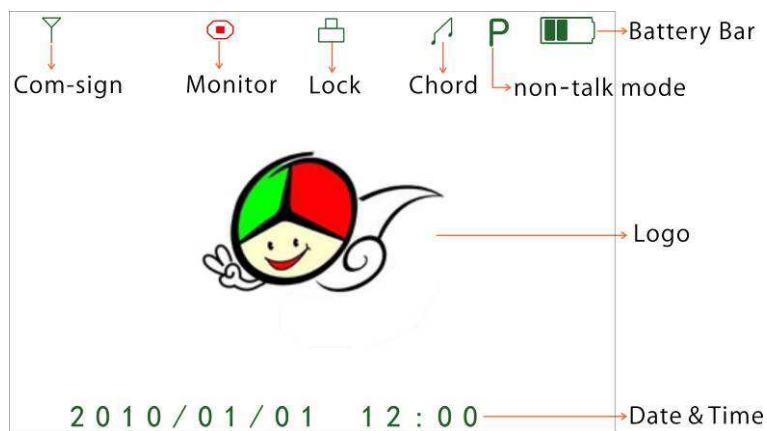 P Battery Bar
Com-sign Monitor Lock Chord non-talk mode
Logo
2010/01/01 12:00 Date & Time